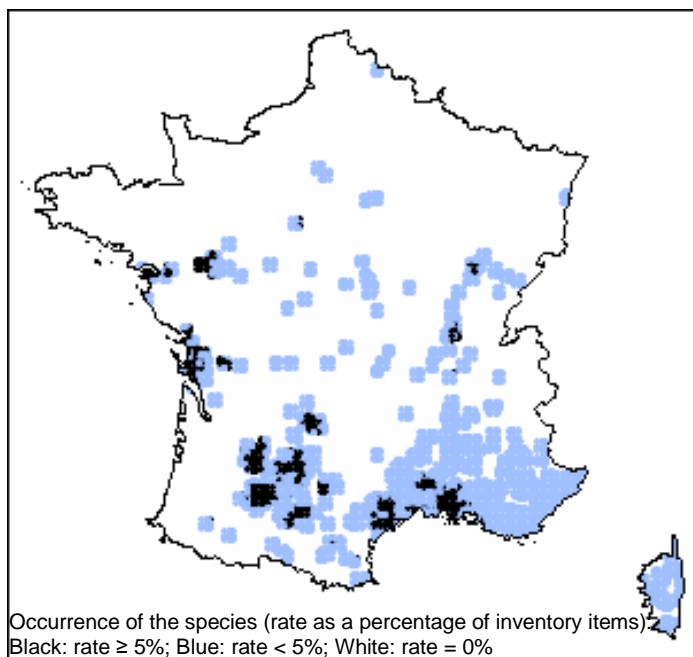 Occurrence of the species (rate as a percentage of inventory items):
Black: rate ≥ 5%; Blue: rate < 5%; White: rate = 0%